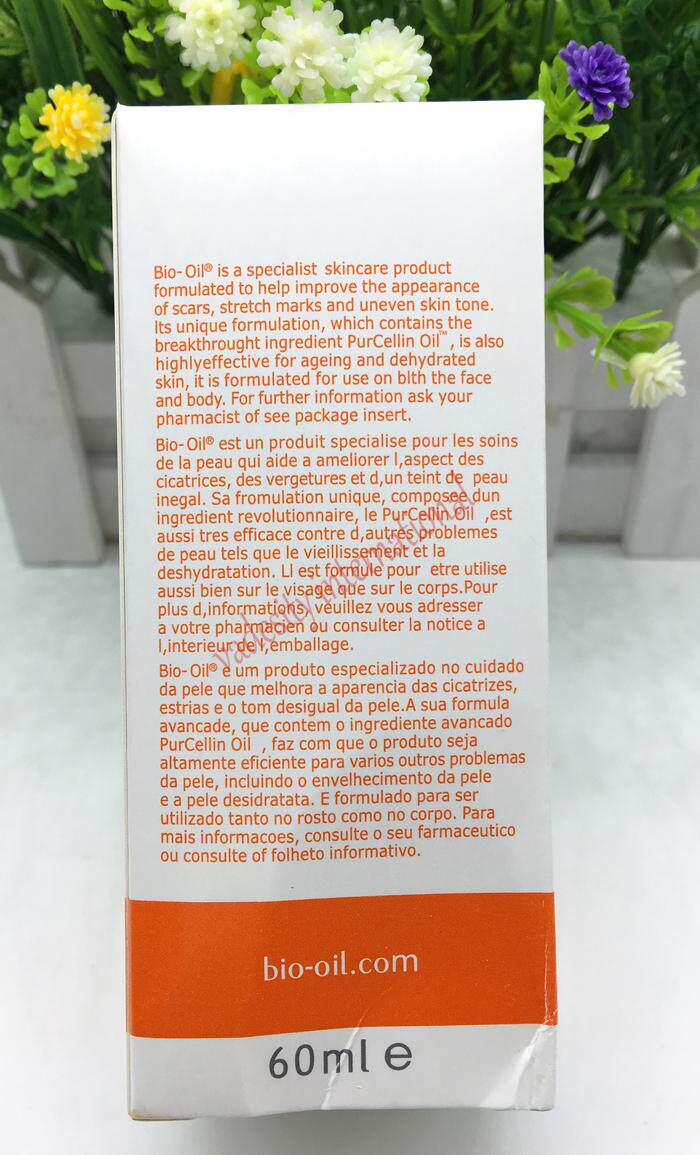 Bio-Oil® is a specialist skincare product
formulated to help improve the appearance
of scars, stretch marks and uneven skin tone.
Its unique formulation, which contains the
breakthrought ingredient PurCellin Oil™, is also
highlyeffective for ageing and dehydrated
skin, it is formulated for use on blth the face
and body. For further information ask your
pharmacist of see package insert.
Bio-Oil® est un produit specialise pour les soins
de la peau qui aide a ameliorer l,aspect des
cicatrices, des vergetures et d,un teint de peau
inegal. Sa fromulation unique, composee dun
ingredient revolutionnaire, le PurCellin Oil ,est
aussi tres efficace contre d,autres problemes
de peau tels que le vieillissement et la
deshydratation. Ll est formule pour etre utilise
aussi bien sur le visage que sur le corps.Pour
plus d,informations, veuillez vous adresser
a votre pharmacien ou consulter la notice a
l,interieur de l,emballage.
Bio-Oil® e um produto especializado no cuidado
da pele que melhora a aparencia das cicatrizes,
estrias e o tom desigual da pele.A sua formula
avancade, que contem o ingrediente avancado
PurCellin Oil , faz com que o produto seja
altamente eficiente para varios outros problemas
da pele, incluindo o envelhecimento da pele
e a pele desidratata. E formulado para ser
utilizado tanto no rosto como no corpo. Para
mais informacoes, consulte o seu farmaceutico
ou consulte of folheto informativo.
bio-oil.com
60ml e
international